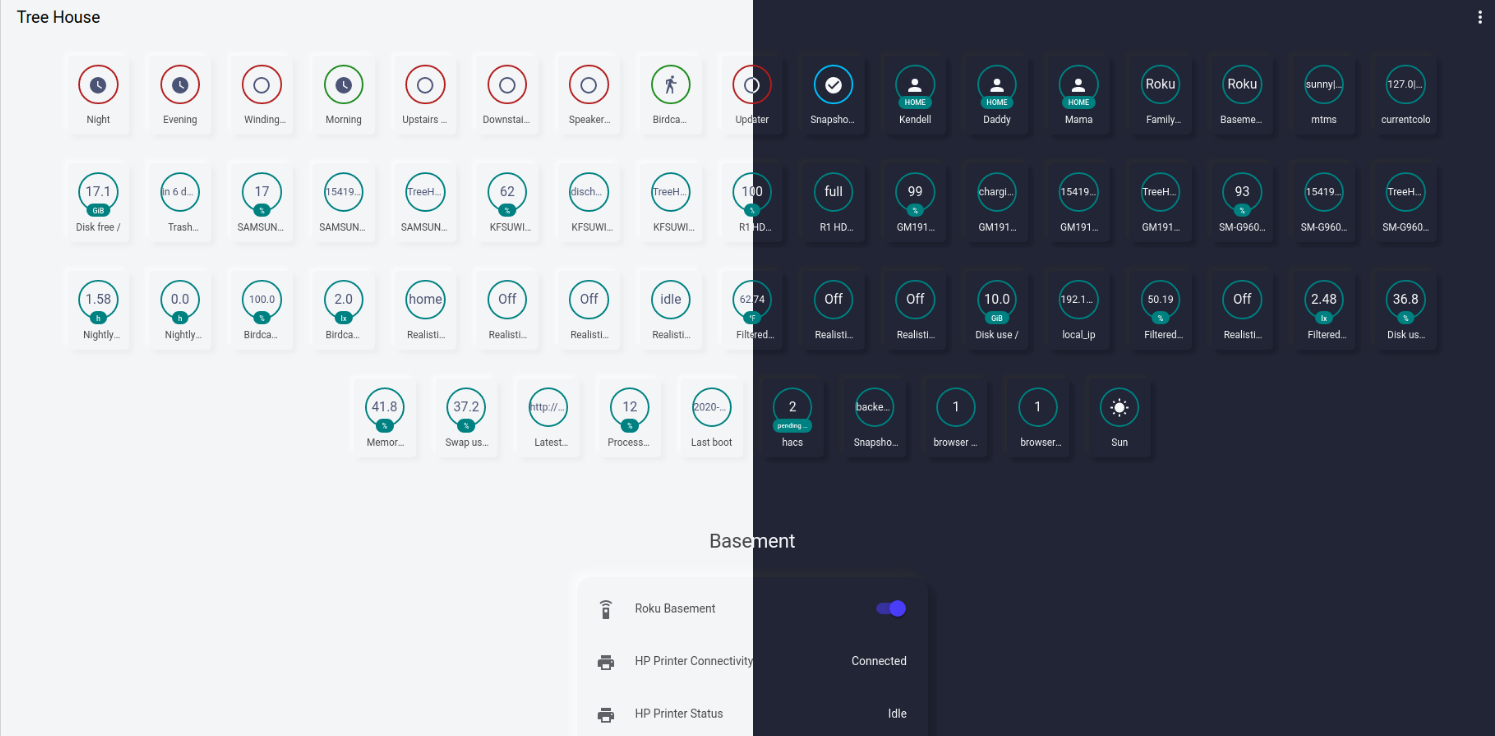 Tree House
Night Evening Winding... Morning Upstairs ... Downstai... Speaker... Birdca... Updater Snapsho... HOME Kendell HOME Daddy HOME Mama Roku Family... Roku Baseme... sunny|... mtms 127.0|... currentcolo
17.1 in 6 d... 17 15419... TreeH... 62 disch... TreeH... 100 full 99 chargi... 15419... TreeH... 93 15419... TreeH...
GiB % % % % %
Disk free / Trash... SAMSUN... SAMSUN... SAMSUN... KFSUWI... KFSUWI... KFSUWI... R1 HD... R1 HD... GM191... GM191... GM191... GM191... SM-G960... SM-G960... SM-G960...
1.58 0.0 100.0 2.0 home Off Off idle 62.74 Off Off 10.0 192.1... 50.19 Off 2.48 36.8
h h % lx °F GiB % lx %
Nightly... Nightly... Birdca... Birdca... Realisti... Realisti... Realisti... Realisti... Filtered... Realisti... Realisti... Disk use / local_ip Filtered... Realisti... Filtered... Disk us...
41.8 37.2 http://... 12 2020-... 2 backe... 1 1
% % % pending ...
Memor... Swap us... Latest... Process... Last boot hacs Snapsho... browser ... browser... Sun
Basement
Roku Basement
HP Printer Connectivity Connected
HP Printer Status Idle